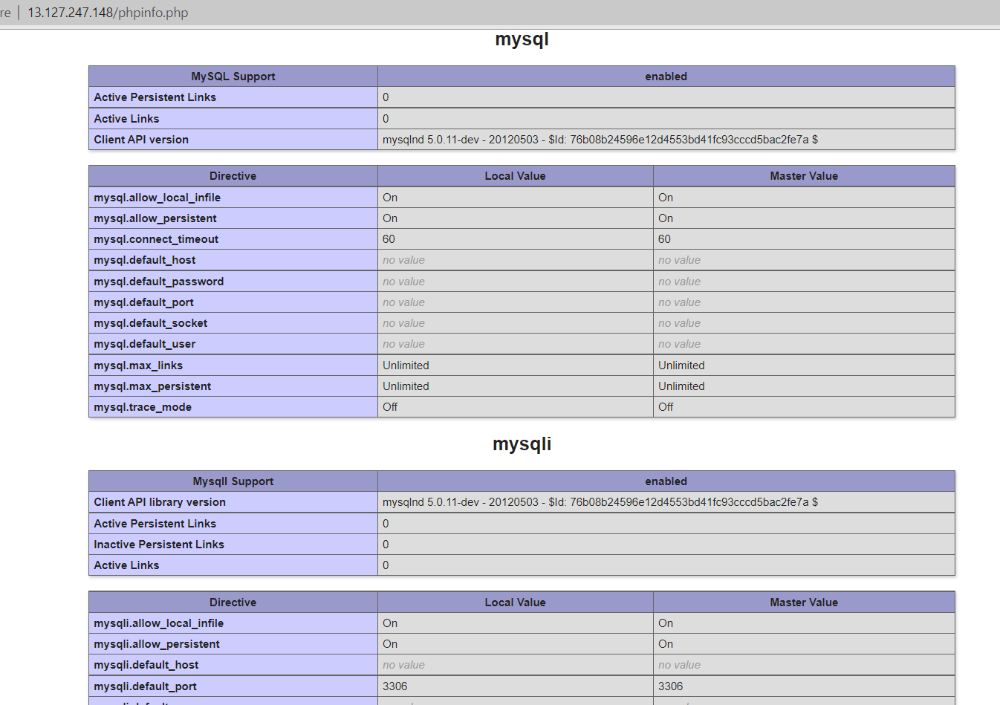 re | 13.127.247.148/phpinfo.php
mysql
MySQL Support enabled
Active Persistent Links 0
Active Links 0
Client API version mysqlnd 5.0.11-dev - 20120503 - $Id: 76b08b24596e12d4553bd41fc93cccd5bac2fe7a $
Directive Local Value Master Value
mysql.allow_local_infile On On
mysql.allow_persistent On On
mysql.connect_timeout 60 60
mysql.default_host no value no value
mysql.default_password no value no value
mysql.default_port no value no value
mysql.default_socket no value no value
mysql.default_user no value no value
mysql.max_links Unlimited Unlimited
mysql.max_persistent Unlimited Unlimited
mysql.trace_mode Off Off
mysqli
MysqlI Support enabled
Client API library version mysqlnd 5.0.11-dev - 20120503 - $Id: 76b08b24596e12d4553bd41fc93cccd5bac2fe7a $
Active Persistent Links 0
Inactive Persistent Links 0
Active Links 0
Directive Local Value Master Value
mysqli.allow_local_infile On On
mysqli.allow_persistent On On
mysqli.default_host no value no value
mysqli.default_port 3306 3306